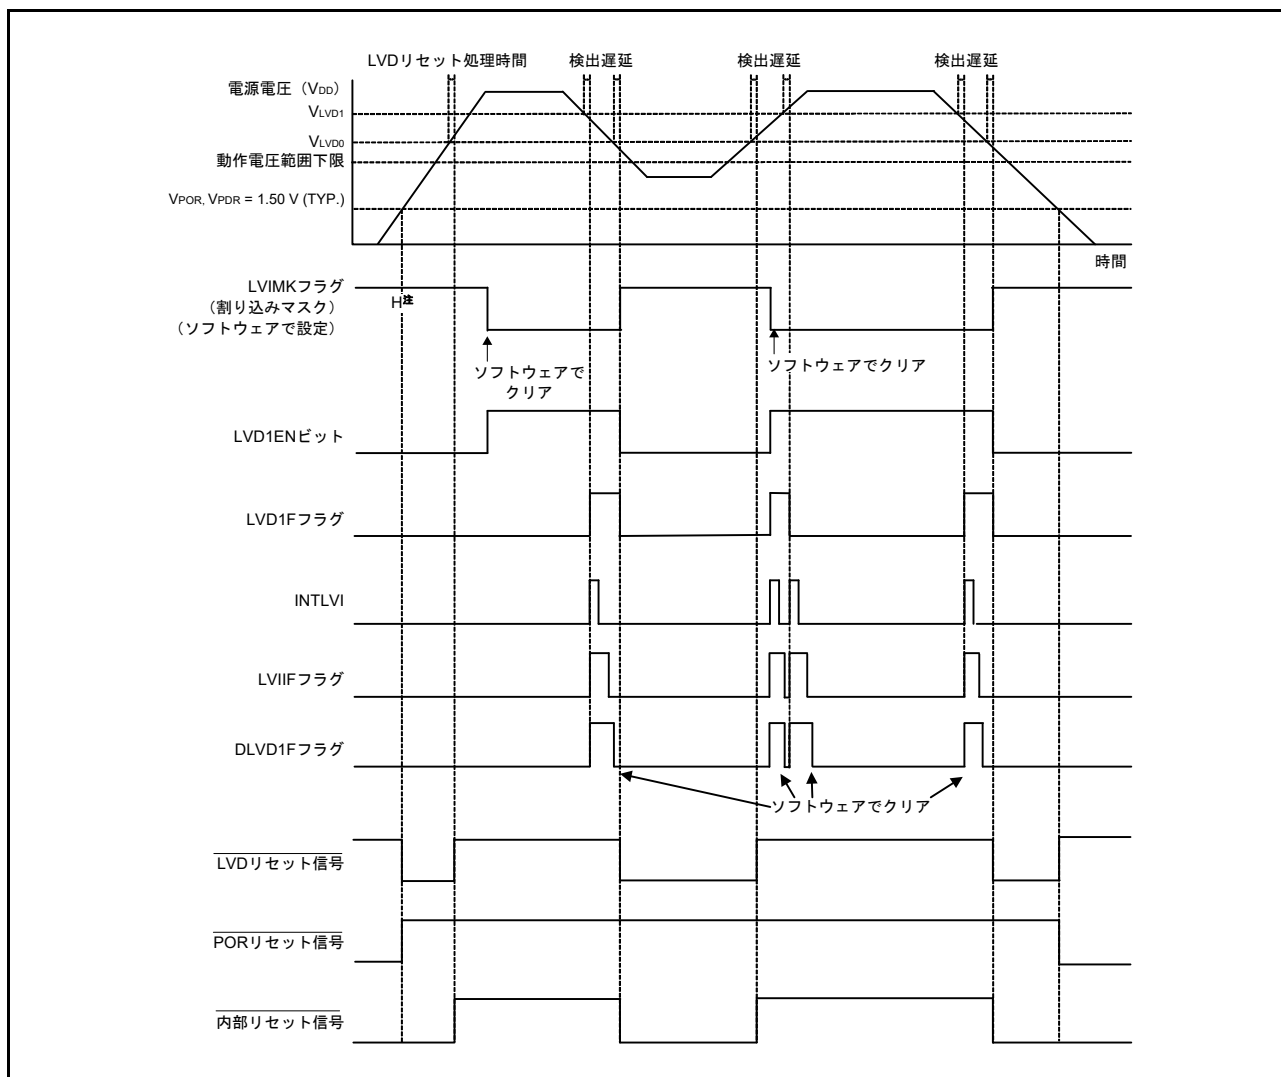 LVDリセット処理時間
検出遅延
検出遅延
検出遅延
電源電圧（VDD）
VLVD1
VLVD0
動作電圧範囲下限
VPOR, VPDR = 1.50 V (TYP.)
時間
LVIMKフラグ
（割り込みマスク）
（ソフトウェアで設定）
H注
ソフトウェアで
クリア
ソフトウェアでクリア
LVD1ENビット
LVD1Fフラグ
INTLVI
LVIIFフラグ
DLVD1Fフラグ
ソフトウェアでクリア
LVDリセット信号
PORリセット信号
内部リセット信号